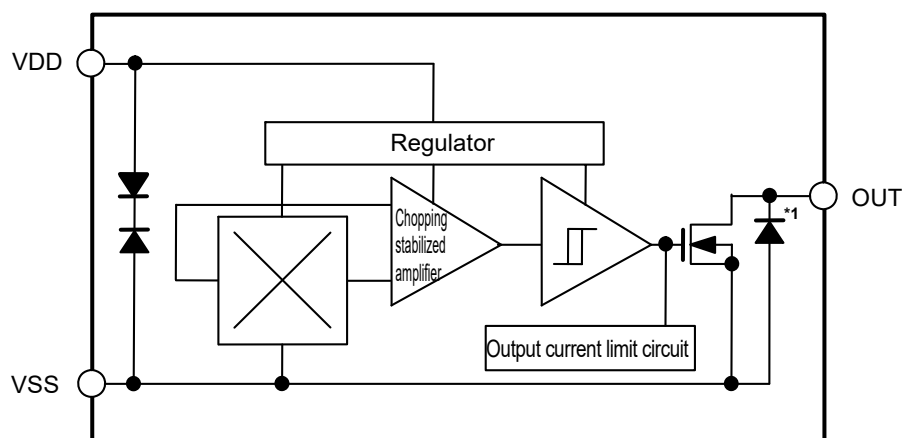 VDD
Regulator
OUT
*1
Chopping
stabilized
amplifier
Output current limit circuit
VSS